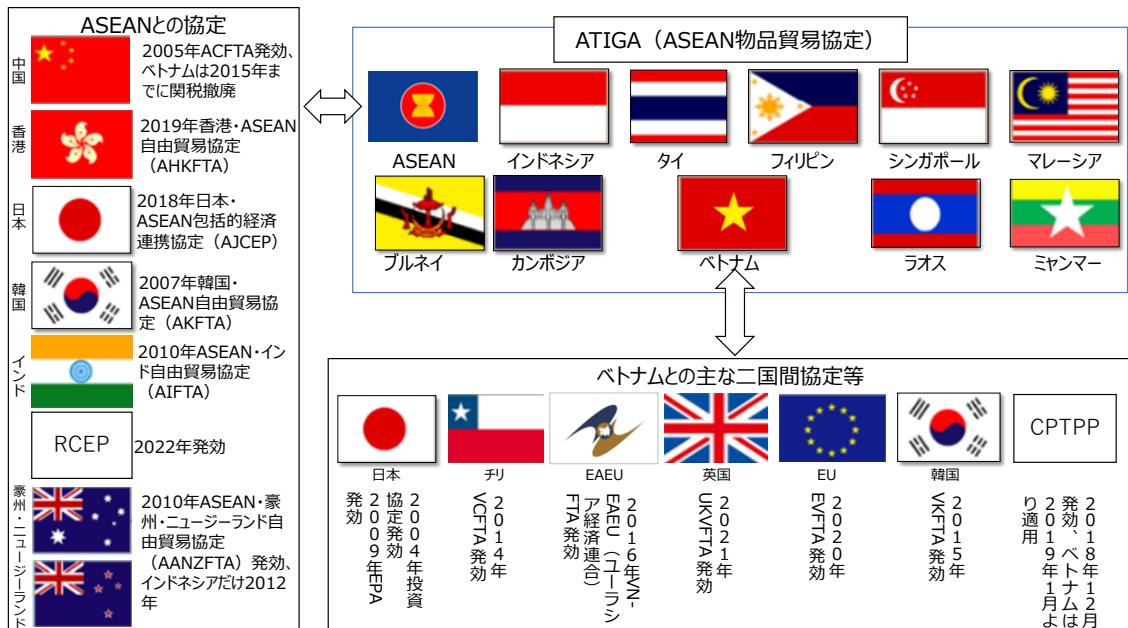 ASEANとの協定
中国
2005年ACFTA発効、
ベトナムは2015年ま
でに関税撤廃
香港
2019年香港・ASEAN
自由貿易協定
（AHKFTA）
日本
2018年日本・
ASEAN包括的経済
連携協定（AJCEP）
韓国
2007年韓国・
ASEAN自由貿易協
定（AKFTA）
インド
2010年ASEAN・イン
ド自由貿易協定
（AIFTA）
RCEP
2022年発効
豪州・ニュージーランド
2010年ASEAN・豪
州・ニュージーランド自
由貿易協定
（AANZFTA）発効、
インドネシアだけ2012
年
ATIGA（ASEAN物品貿易協定）
ASEAN
インドネシア
タイ
フィリピン
シンガポール
マレーシア
ブルネイ
カンボジア
ベトナム
ラオス
ミャンマー
ベトナムとの主な二国間協定等
日本
2004年投資
協定発効
2009年EPA
発効
チリ
2014年
VCFTA発効
EAEU
2016年VN-
EAEU（ユーラシ
ア経済連合）
FTA発効
英国
2021年
UKVFTA発効
EU
2020年
EVFTA発効
韓国
2015年
VKFTA発効
CPTPP
2018年12月
発効、ベトナムは
2019年1月よ
り適用